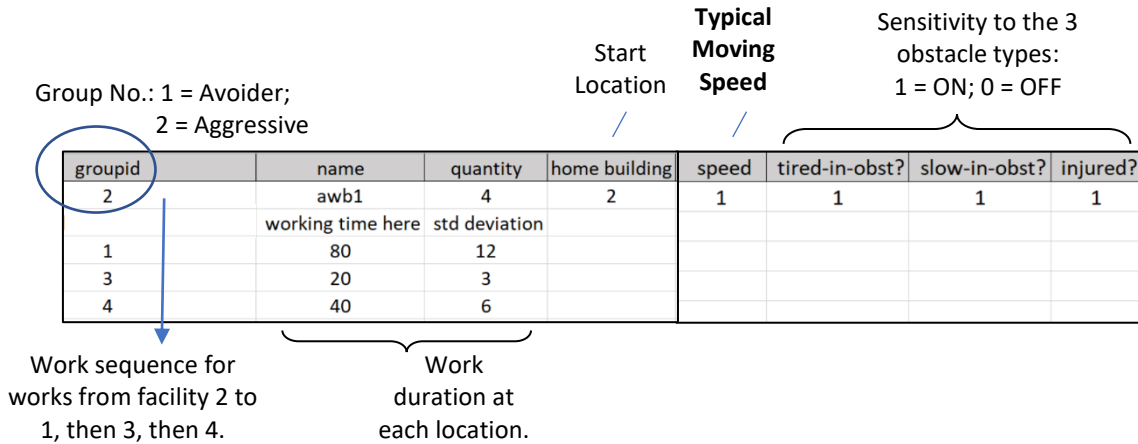 Group No.: 1 = Avoider;
2 = Aggressive
Start
Location
Typical
Moving
Speed
Sensitivity to the 3
obstacle types:
1 = ON; 0 = OFF
groupid name quantity home building speed tired-in-obst? slow-in-obst? injured?
2 awb1 4 2 1 1 1 1
working time here std deviation
1 80 12
3 20 3
4 40 6
Work sequence for
works from facility 2 to
1, then 3, then 4.
Work
duration at
each location.